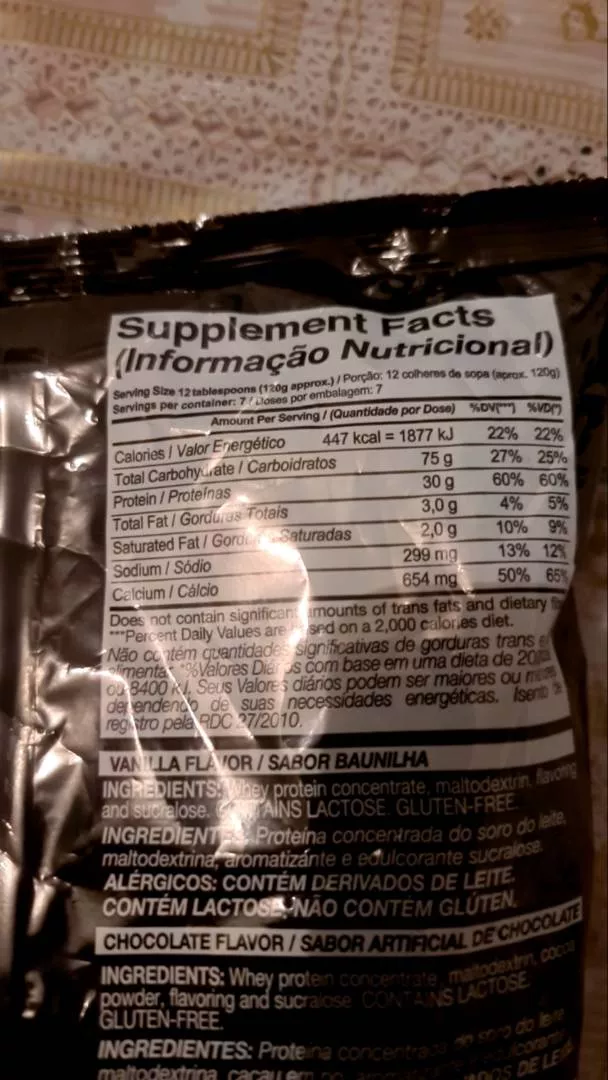 Supplement Facts
(Informação Nutricional)
Serving Size 12 tablespoons (120g approx.) / Porção: 12 colheres de sopa (aprox. 120g)
Servings per container: 7 / Doses por embalagem: 7
Amount Per Serving / (Quantidade por Dose) %DV(***) %VD(*)
Calories / Valor Energético 447 kcal = 1877 kJ 22% 22%
Total Carbohydrate / Carboidratos 75 g 27% 25%
Protein / Proteínas 30 g 60% 60%
Total Fat / Gorduras Totais 3,0 g 4% 5%
Saturated Fat / Saturadas 2,0 g 10% 9%
Sodium / Sódio 299 mg 13% 12%
Calcium / Cálcio 654 mg 50% 65%
Does not contain significant amounts of trans fats and dietary
***Percent Daily Values are based on a 2,000 calories diet.
Não contém quantidades significativas de gorduras trans e
*%Valores Diários com base em uma dieta de
ou 8400 kJ. Seus Valores diários podem ser maiores ou
dependendo de suas necessidades energéticas. Isento de
registro pela RDC 27/2010.
VANILLA FLAVOR / SABOR BAUNILHA
INGREDIENTS: Whey protein concentrate, maltodextrin, flavoring
and sucralose. CONTAINS LACTOSE. GLUTEN-FREE.
INGREDIENTES: Proteína concentrada do soro do leite,
maltodextrina, aromatizante e edulcorante sucralose.
ALÉRGICOS: CONTÉM DERIVADOS DE LEITE.
CONTÉM LACTOSE. NÃO CONTÉM GLÚTEN.
CHOCOLATE FLAVOR / SABOR ARTIFICIAL DE CHOCOLATE
INGREDIENTS: Whey protein concentrate, maltodextrin, cocoa
powder, flavoring and sucralose. CONTAINS LACTOSE.
GLUTEN-FREE.
INGREDIENTES: Proteína concentrada do soro do leite
maltodextrina, cacau em DE